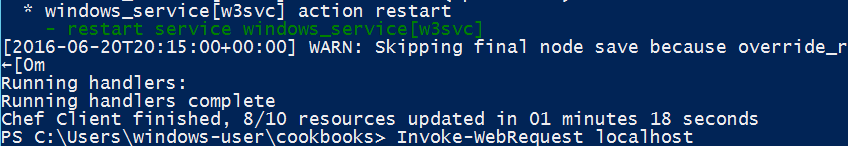 * windows_service[w3svc] action restart
- restart service windows_service[w3svc]
[2016-06-20T20:15:00+00:00] WARN: Skipping final node save because override_r
←[0m
Running handlers:
Running handlers complete
Chef Client finished, 8/10 resources updated in 01 minutes 18 seconds
PS C:\Users\windows-user\cookbooks> Invoke-WebRequest localhost